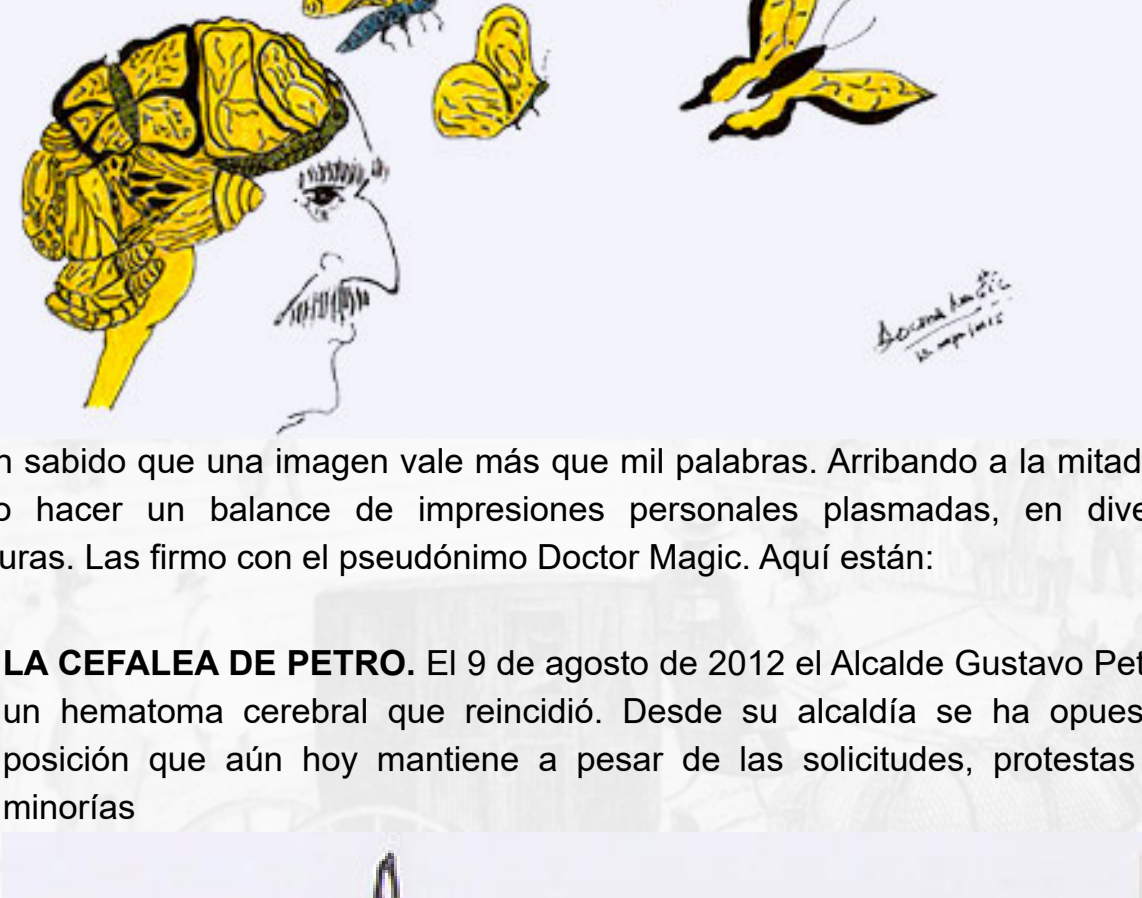 sabido que una imagen vale más que mil palabras. Arribando a la mitad
hacer un balance de impresiones personales plasmadas, en
uras. Las firmo con el pseudónimo Doctor Magic. Aquí están:
LA CEFALEA DE PETRO. El 9 de agosto de 2012 el Alcalde Gustavo Pet
un hematoma cerebral que reincidió. Desde su alcaldía se ha opues
posición que aún hoy mantiene a pesar de las solicitudes, protestas
minorías